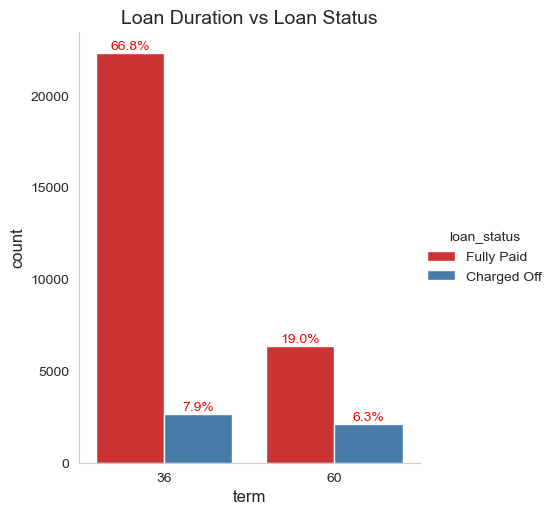 Loan Duration vs Loan Status
66.8%
20000
15000
count
loan_status
Fully Paid
Charged Off
10000
19.0%
5000
7.9%
6.3%
0
36
60
term